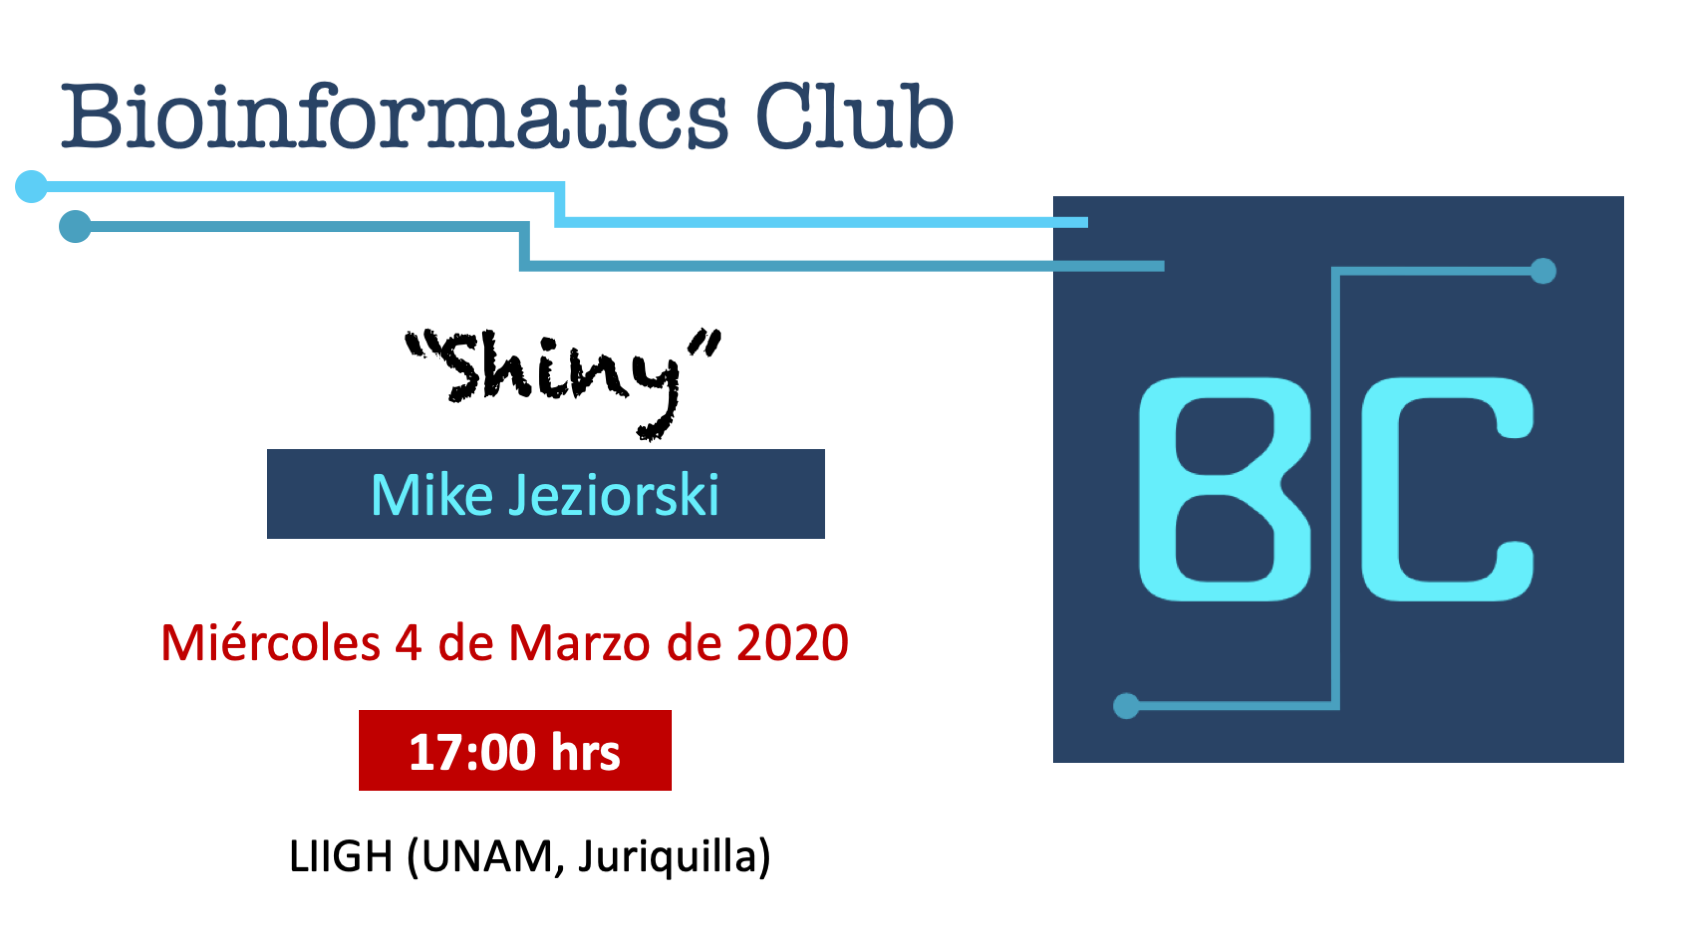 Bioinformatics Club
“Shiny”
Mike Jeziorski
Miércoles 4 de Marzo de 2020
17:00 hrs
LIIGH (UNAM, Juriquilla)
BC